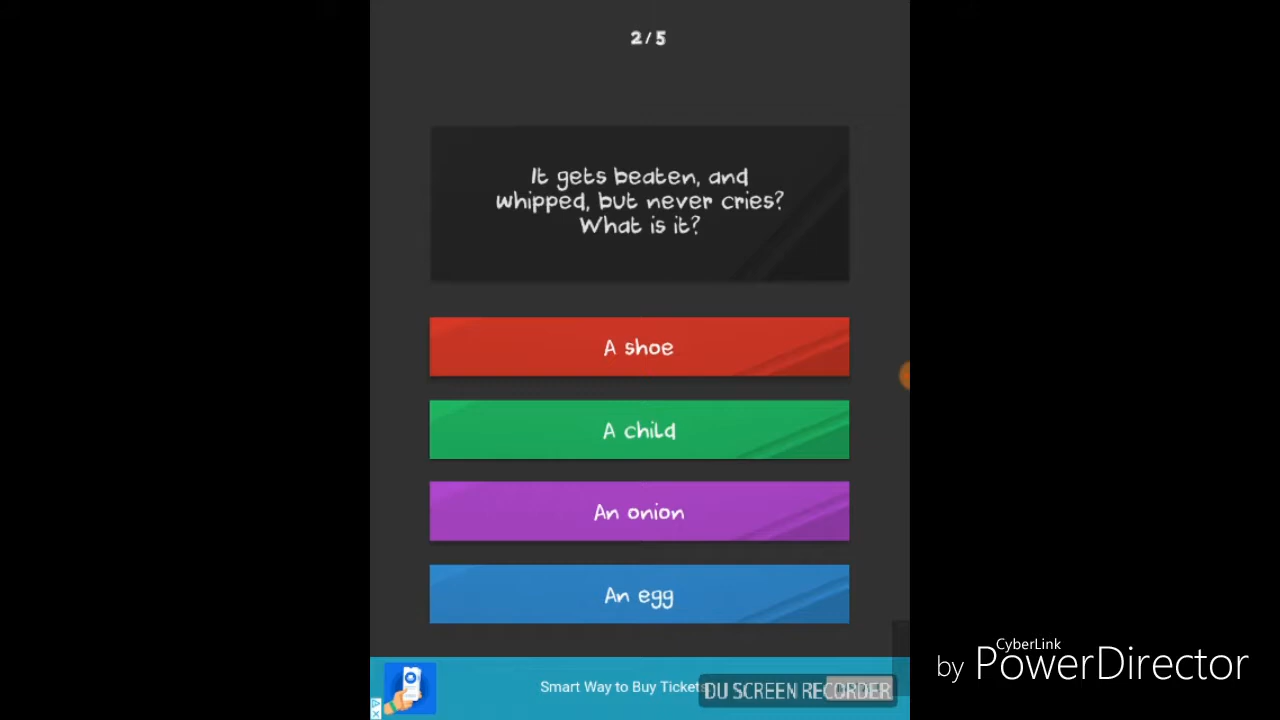 2/5
It gets beaten, and
whipped, but never cries?
What is it?
A shoe
A child
An onion
An egg
Smart Way to Buy Tickets
DU SCREEN RECORDER
CyberLink
by PowerDirector